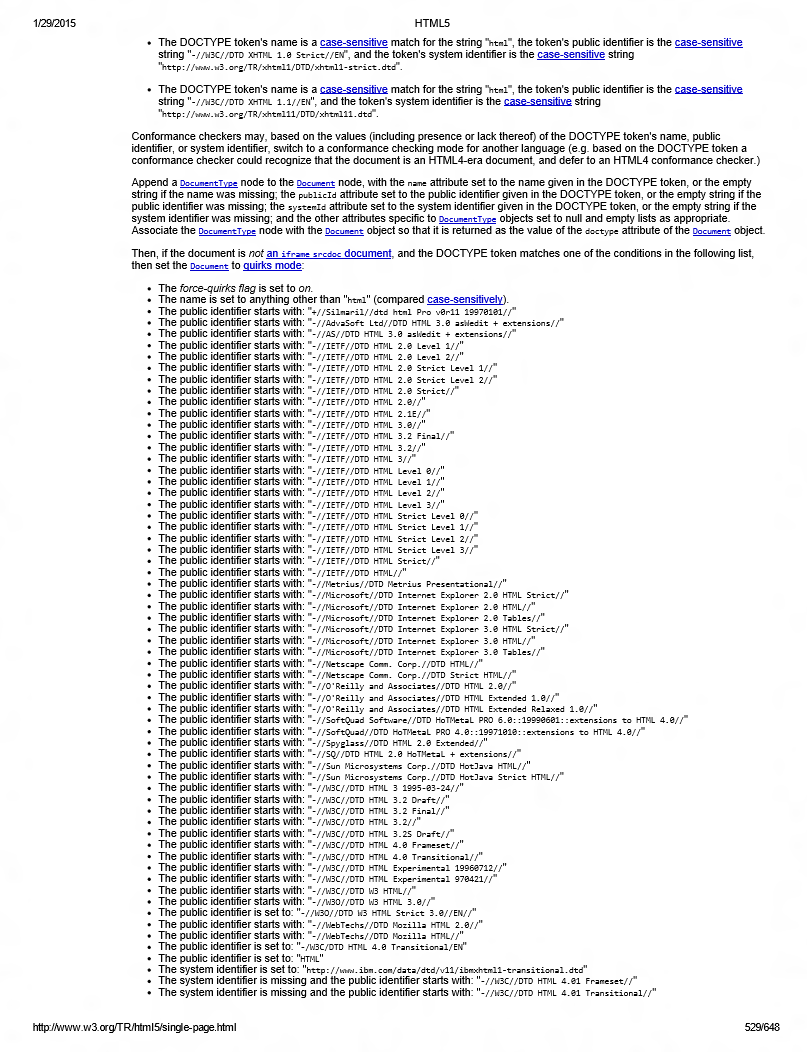 1/29/2015 HTML5
• The DOCTYPE token's name is a case-sensitive match for the string "html", the token's public identifier is the case-sensitive
string "-//W3C//DTD XHTML 1.0 Strict//EN", and the token's system identifier is the case-sensitive string
"http://www.w3.org/TR/xhtml1/DTD/xhtml1-strict.dtd".
• The DOCTYPE token's name is a case-sensitive match for the string "html", the token's public identifier is the case-sensitive
string "-//W3C//DTD XHTML 1.1//EN", and the token's system identifier is the case-sensitive string
"http://www.w3.org/TR/xhtml11/DTD/xhtml11.dtd".
Conformance checkers may, based on the values (including presence or lack thereof) of the DOCTYPE token's name, public
identifier, or system identifier, switch to a conformance checking mode for another language (e.g. based on the DOCTYPE token a
conformance checker could recognize that the document is an HTML4-era document, and defer to an HTML4 conformance checker.)
Append a DocumentType node to the Document node, with the name attribute set to the name given in the DOCTYPE token, or the empty
string if the name was missing; the publicId attribute set to the public identifier given in the DOCTYPE token, or the empty string if the
public identifier was missing; the systemId attribute set to the system identifier given in the DOCTYPE token, or the empty string if the
system identifier was missing; and the other attributes specific to DocumentType objects set to null and empty lists as appropriate.
Associate the DocumentType node with the Document object so that it is returned as the value of the doctype attribute of the Document object.
Then, if the document is not an iframe srcdoc document, and the DOCTYPE token matches one of the conditions in the following list,
then set the Document to quirks mode:
• The force-quirks flag is set to on.
• The name is set to anything other than "html" (compared case-sensitively).
• The public identifier starts with: "+//Silmaril//dtd html Pro v0r11 19970101//"
• The public identifier starts with: "-//AdvaSoft Ltd//DTD HTML 3.0 asWedit + extensions//"
• The public identifier starts with: "-//AS//DTD HTML 3.0 asWedit + extensions//"
• The public identifier starts with: "-//IETF//DTD HTML 2.0 Level 1//"
• The public identifier starts with: "-//IETF//DTD HTML 2.0 Level 2//"
• The public identifier starts with: "-//IETF//DTD HTML 2.0 Strict Level 1//"
• The public identifier starts with: "-//IETF//DTD HTML 2.0 Strict Level 2//"
• The public identifier starts with: "-//IETF//DTD HTML 2.0 Strict//"
• The public identifier starts with: "-//IETF//DTD HTML 2.0//"
• The public identifier starts with: "-//IETF//DTD HTML 2.1E//"
• The public identifier starts with: "-//IETF//DTD HTML 3.0//"
• The public identifier starts with: "-//IETF//DTD HTML 3.2 Final//"
• The public identifier starts with: "-//IETF//DTD HTML 3.2//"
• The public identifier starts with: "-//IETF//DTD HTML 3//"
• The public identifier starts with: "-//IETF//DTD HTML Level 0//"
• The public identifier starts with: "-//IETF//DTD HTML Level 1//"
• The public identifier starts with: "-//IETF//DTD HTML Level 2//"
• The public identifier starts with: "-//IETF//DTD HTML Level 3//"
• The public identifier starts with: "-//IETF//DTD HTML Strict Level 0//"
• The public identifier starts with: "-//IETF//DTD HTML Strict Level 1//"
• The public identifier starts with: "-//IETF//DTD HTML Strict Level 2//"
• The public identifier starts with: "-//IETF//DTD HTML Strict Level 3//"
• The public identifier starts with: "-//IETF//DTD HTML Strict//"
• The public identifier starts with: "-//IETF//DTD HTML//"
• The public identifier starts with: "-//Metrius//DTD Metrius Presentational//"
• The public identifier starts with: "-//Microsoft//DTD Internet Explorer 2.0 HTML Strict//"
• The public identifier starts with: "-//Microsoft//DTD Internet Explorer 2.0 HTML//"
• The public identifier starts with: "-//Microsoft//DTD Internet Explorer 2.0 Tables//"
• The public identifier starts with: "-//Microsoft//DTD Internet Explorer 3.0 HTML Strict//"
• The public identifier starts with: "-//Microsoft//DTD Internet Explorer 3.0 HTML//"
• The public identifier starts with: "-//Microsoft//DTD Internet Explorer 3.0 Tables//"
• The public identifier starts with: "-//Netscape Comm. Corp.//DTD HTML//"
• The public identifier starts with: "-//Netscape Comm. Corp.//DTD Strict HTML//"
• The public identifier starts with: "-//O'Reilly and Associates//DTD HTML 2.0//"
• The public identifier starts with: "-//O'Reilly and Associates//DTD HTML Extended 1.0//"
• The public identifier starts with: "-//O'Reilly and Associates//DTD HTML Extended Relaxed 1.0//"
• The public identifier starts with: "-//SoftQuad Software//DTD HoTMetaL PRO 6.0::19990601::extensions to HTML 4.0//"
• The public identifier starts with: "-//SoftQuad//DTD HoTMetaL PRO 4.0::19971010::extensions to HTML 4.0//"
• The public identifier starts with: "-//Spyglass//DTD HTML 2.0 Extended//"
• The public identifier starts with: "-//SQ//DTD HTML 2.0 HoTMetaL + extensions//"
• The public identifier starts with: "-//Sun Microsystems Corp.//DTD HotJava HTML//"
• The public identifier starts with: "-//Sun Microsystems Corp.//DTD HotJava Strict HTML//"
• The public identifier starts with: "-//W3C//DTD HTML 3 1995-03-24//"
• The public identifier starts with: "-//W3C//DTD HTML 3.2 Draft//"
• The public identifier starts with: "-//W3C//DTD HTML 3.2 Final//"
• The public identifier starts with: "-//W3C//DTD HTML 3.2//"
• The public identifier starts with: "-//W3C//DTD HTML 3.2S Draft//"
• The public identifier starts with: "-//W3C//DTD HTML 4.0 Frameset//"
• The public identifier starts with: "-//W3C//DTD HTML 4.0 Transitional//"
• The public identifier starts with: "-//W3C//DTD HTML Experimental 19960712//"
• The public identifier starts with: "-//W3C//DTD HTML Experimental 970421//"
• The public identifier starts with: "-//W3C//DTD W3 HTML//"
• The public identifier starts with: "-//W3O//DTD W3 HTML 3.0//"
• The public identifier is set to: "-//W3O//DTD W3 HTML Strict 3.0//EN//"
• The public identifier starts with: "-//WebTechs//DTD Mozilla HTML 2.0//"
• The public identifier starts with: "-//WebTechs//DTD Mozilla HTML//"
• The public identifier is set to: "-/W3C/DTD HTML 4.0 Transitional/EN"
• The public identifier is set to: "HTML"
• The system identifier is set to: "http://www.ibm.com/data/dtd/v11/ibmxhtml1-transitional.dtd"
• The system identifier is missing and the public identifier starts with: "-//W3C//DTD HTML 4.01 Frameset//"
• The system identifier is missing and the public identifier starts with: "-//W3C//DTD HTML 4.01 Transitional//"
http://www.w3.org/TR/html5/single-page.html 529/648